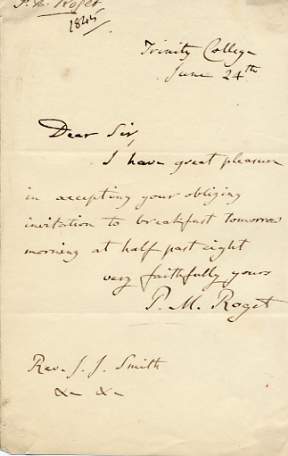 P. M. Roget
1845
Trinity College
June 24th
Dear Sir,
I have great pleasure
in accepting your obliging
invitation to breakfast tomorrow
morning at half past eight
very faithfully yours
P. M. Roget
Rev. J. J. Smith
&c &c